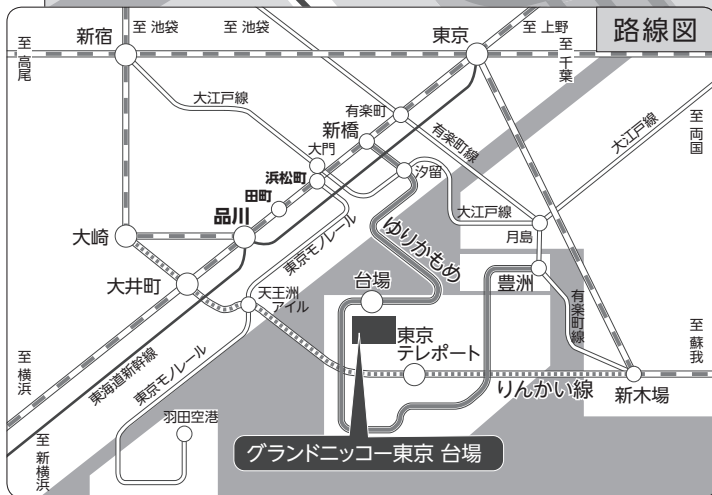 路線図
至 高尾
新宿
至 池袋
至 池袋
東京
至 上野
至 千葉
大江戸線
有楽町
新橋
有楽町線
大江戸線
至 両国
大門
浜松町
汐留
田町
大江戸線
品川
月島
大崎
東京モノレール
ゆりかもめ
豊洲
大井町
台場
天王洲
アイル
有楽町線
東京
テレポート
至 蘇我
至 横浜
東海道新幹線
東京モノレール
りんかい線
新木場
羽田空港
グランドニッコー東京 台場
至 新横浜